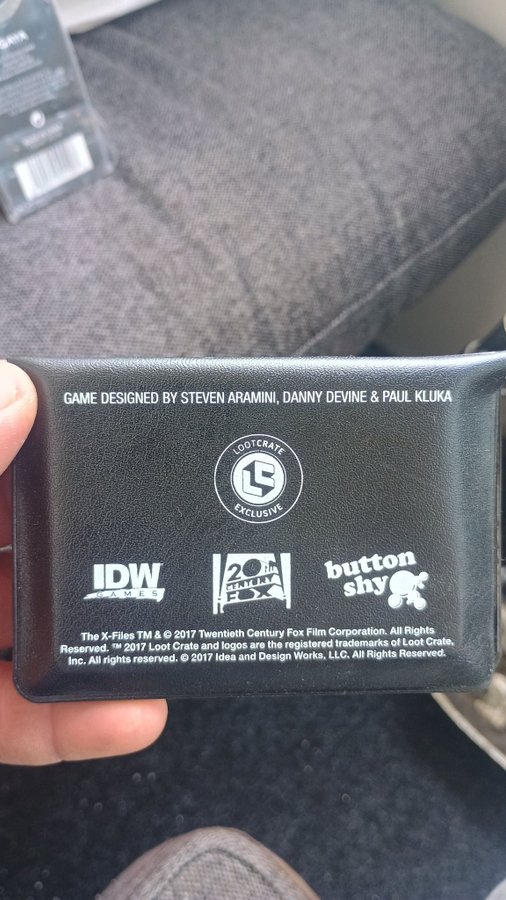 GAYA
GAME DESIGNED BY STEVEN ARAMINI, DANNY DEVINE & PAUL KLUKA
LOOTCRATE
EXCLUSIVE
IDW
GAMES
20TH
CENTURY
FOX
button
shy
The X-Files TM & © 2017 Twentieth Century Fox Film Corporation. All Rights
Reserved. ™ 2017 Loot Crate and logos are the registered trademarks of Loot Crate,
Inc. All rights reserved. © 2017 Idea and Design Works, LLC. All Rights Reserved.